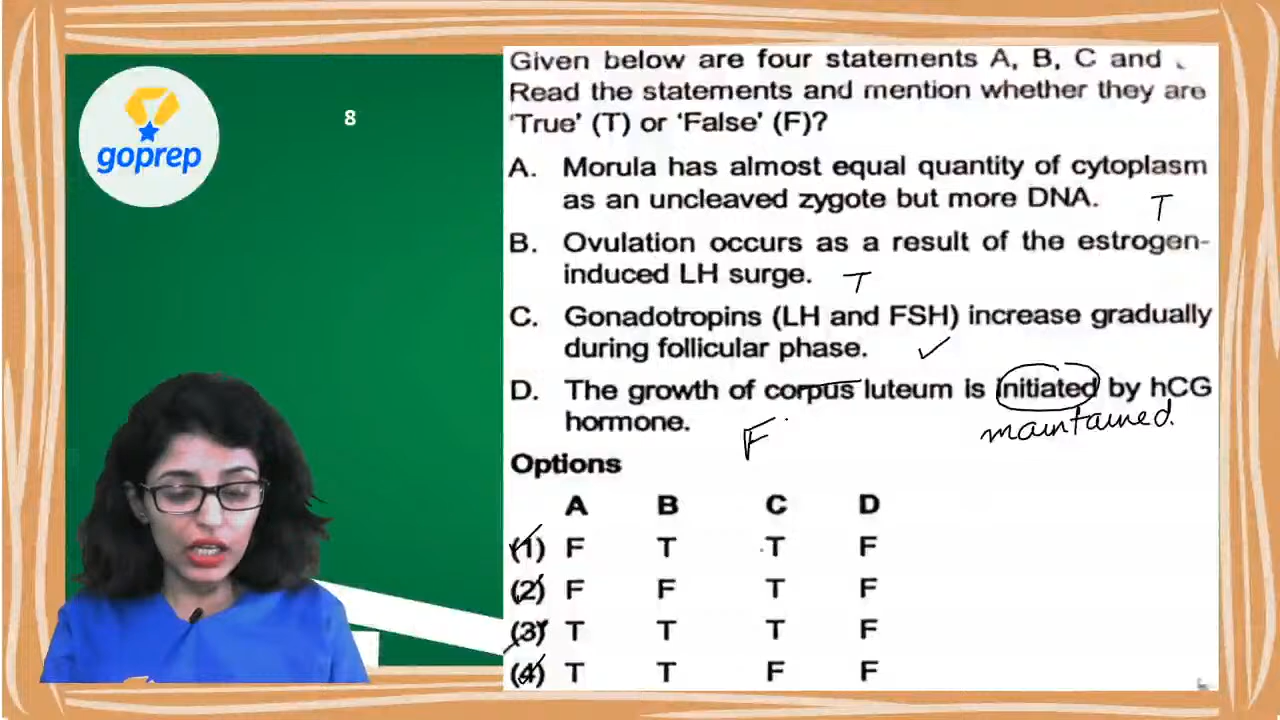 goprep
8
Given below are four statements A, B, C and
Read the statements and mention whether they are
'True' (T) or 'False' (F)?
A. Morula has almost equal quantity of cytoplasm
as an uncleaved zygote but more DNA.
T
B. Ovulation occurs as a result of the estrogen-
induced LH surge.
T
C. Gonadotropins (LH and FSH) increase gradually
during follicular phase. ✓
D. The growth of corpus luteum is initiated by hCG
hormone.
maintained.
F
Options
A B C D
(1) F T T F
(2) F F T F
(3) T T T F
(4) T T F F